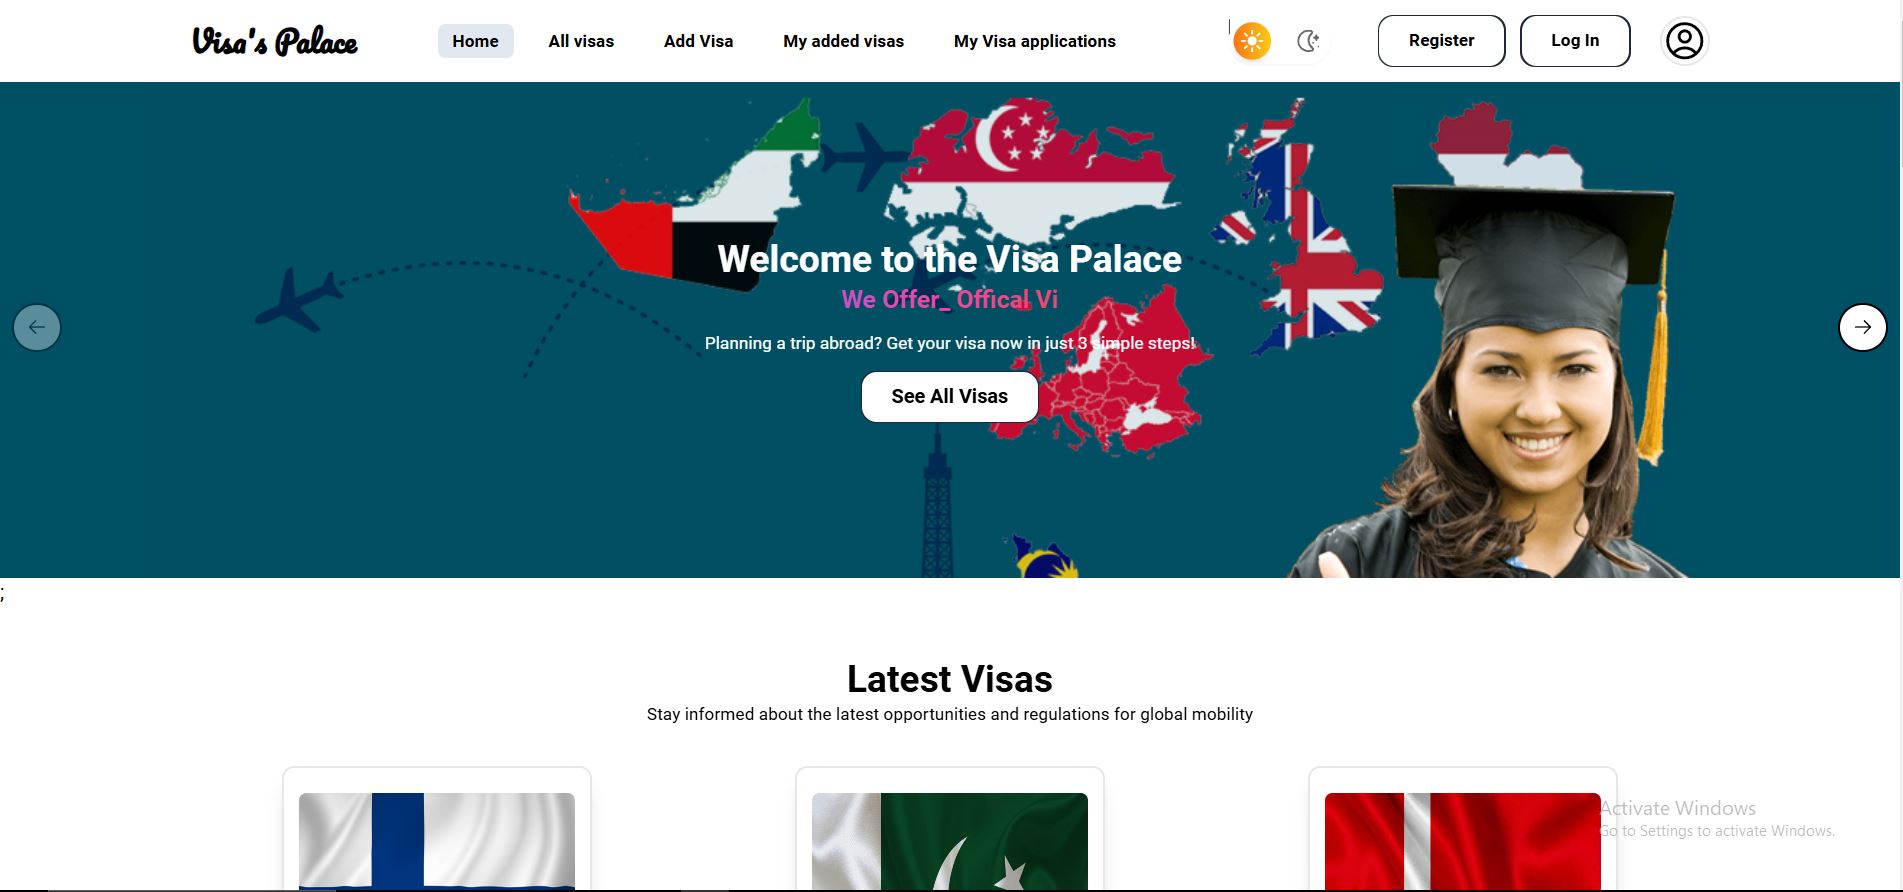 Visa's Palace
Home
All visas
Add Visa
My added visas
My Visa applications
Register
Log In
Welcome to the Visa Palace
We Offer_ Offical Vi
Planning a trip abroad? Get your visa now in just 3 simple steps!
See All Visas
;
Latest Visas
Stay informed about the latest opportunities and regulations for global mobility
Activate Windows
Go to Settings to activate Windows.